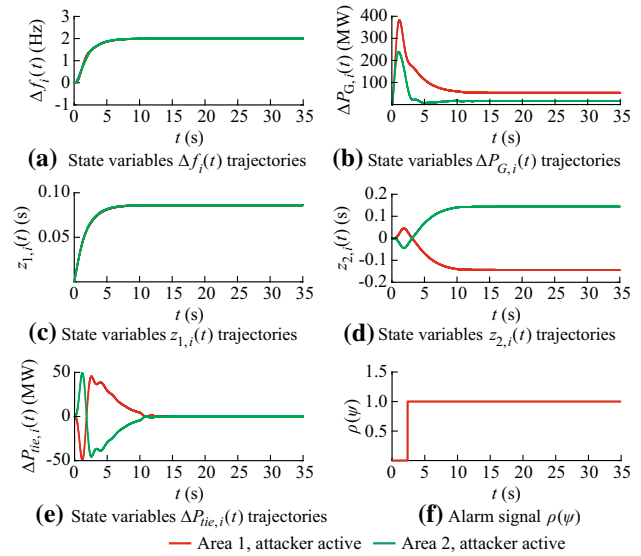 Δf_i(t) (Hz)
3
2
1
0
-1
0 5 10 15 20 25 30 35
t (s)
(a) State variables Δf_i(t) trajectories
ΔP_G,i(t) (MW)
400
300
200
100
0 5 10 15 20 25 30 35
t (s)
(b) State variables ΔP_G,i(t) trajectories
z_1,i(t) (s)
0.10
0.05
0 5 10 15 20 25 30 35
t (s)
(c) State variables z_1,i(t) trajectories
z_2,i(t) (s)
0.2
0.1
0
-0.1
-0.2
0 5 10 15 20 25 30 35
t (s)
(d) State variables z_2,i(t) trajectories
ΔP_tie,i(t) (MW)
50
0
-50
0 5 10 15 20 25 30 35
t (s)
(e) State variables ΔP_tie,i(t) trajectories
ρ(ψ)
1.5
1.0
0.5
0 5 10 15 20 25 30 35
t (s)
(f) Alarm signal ρ(ψ)
Area 1, attacker active
Area 2, attacker active